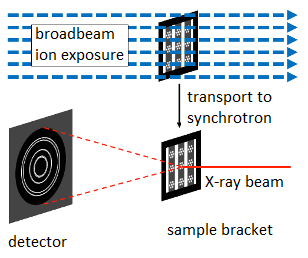 broadbeam
ion exposure
transport to
synchrotron
X-ray beam
detector
sample bracket